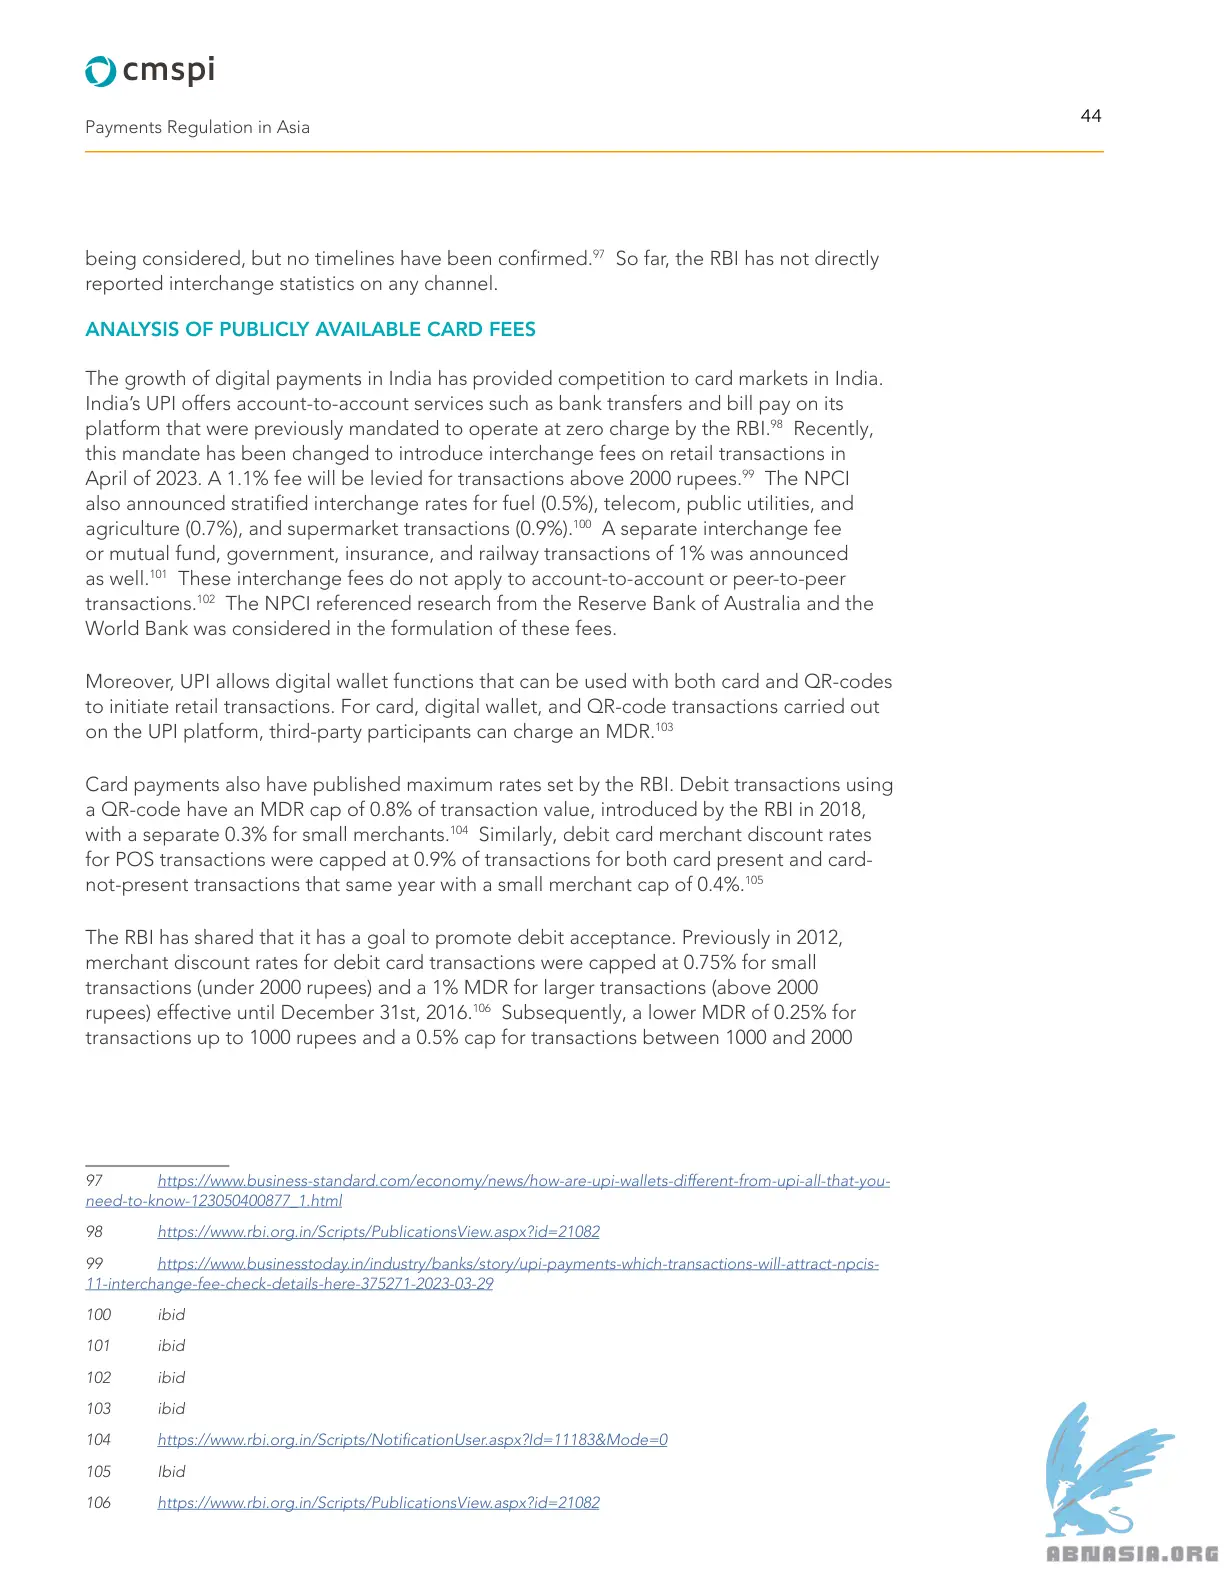 cmspi
Payments Regulation in Asia
44
being considered, but no timelines have been confirmed.97 So far, the RBI has not directly
reported interchange statistics on any channel.
ANALYSIS OF PUBLICLY AVAILABLE CARD FEES
The growth of digital payments in India has provided competition to card markets in India.
India’s UPI offers account-to-account services such as bank transfers and bill pay on its
platform that were previously mandated to operate at zero charge by the RBI.98 Recently,
this mandate has been changed to introduce interchange fees on retail transactions in
April of 2023. A 1.1% fee will be levied for transactions above 2000 rupees.99 The NPCI
also announced stratified interchange rates for fuel (0.5%), telecom, public utilities, and
agriculture (0.7%), and supermarket transactions (0.9%).100 A separate interchange fee
or mutual fund, government, insurance, and railway transactions of 1% was announced
as well.101 These interchange fees do not apply to account-to-account or peer-to-peer
transactions.102 The NPCI referenced research from the Reserve Bank of Australia and the
World Bank was considered in the formulation of these fees.
Moreover, UPI allows digital wallet functions that can be used with both card and QR-codes
to initiate retail transactions. For card, digital wallet, and QR-code transactions carried out
on the UPI platform, third-party participants can charge an MDR.103
Card payments also have published maximum rates set by the RBI. Debit transactions using
a QR-code have an MDR cap of 0.8% of transaction value, introduced by the RBI in 2018,
with a separate 0.3% for small merchants.104 Similarly, debit card merchant discount rates
for POS transactions were capped at 0.9% of transactions for both card present and card-
not-present transactions that same year with a small merchant cap of 0.4%.105
The RBI has shared that it has a goal to promote debit acceptance. Previously in 2012,
merchant discount rates for debit card transactions were capped at 0.75% for small
transactions (under 2000 rupees) and a 1% MDR for larger transactions (above 2000
rupees) effective until December 31st, 2016.106 Subsequently, a lower MDR of 0.25% for
transactions up to 1000 rupees and a 0.5% cap for transactions between 1000 and 2000
97 https://www.business-standard.com/economy/news/how-are-upi-wallets-different-from-upi-all-that-you-
need-to-know-123050400877_1.html
98 https://www.rbi.org.in/Scripts/PublicationsView.aspx?id=21082
99 https://www.businesstoday.in/industry/banks/story/upi-payments-which-transactions-will-attract-npcis-
11-interchange-fee-check-details-here-375271-2023-03-29
100 ibid
101 ibid
102 ibid
103 ibid
104 https://www.rbi.org.in/Scripts/NotificationUser.aspx?Id=11183&Mode=0
105 Ibid
106 https://www.rbi.org.in/Scripts/PublicationsView.aspx?id=21082
ABNASIA.ORG